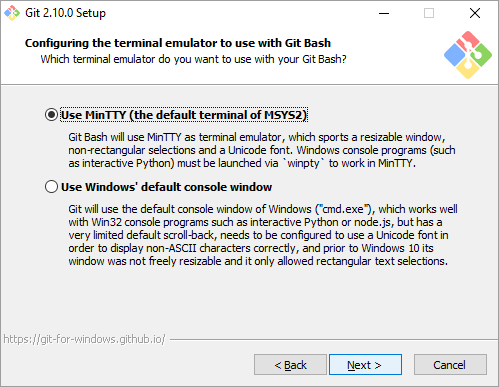 Git 2.10.0 Setup
Configuring the terminal emulator to use with Git Bash
Which terminal emulator do you want to use with your Git Bash?
Use MinTTY (the default terminal of MSYS2)
Git Bash will use MinTTY as terminal emulator, which sports a resizable window,
non-rectangular selections and a Unicode font. Windows console programs (such
as interactive Python) must be launched via `winpty` to work in MinTTY.
Use Windows' default console window
Git will use the default console window of Windows ("cmd.exe"), which works well
with Win32 console programs such as interactive Python or node.js, but has a
very limited default scroll-back, needs to be configured to use a Unicode font in
order to display non-ASCII characters correctly, and prior to Windows 10 its
window was not freely resizable and it only allowed rectangular text selections.
https://git-for-windows.github.io/
< Back
Next >
Cancel